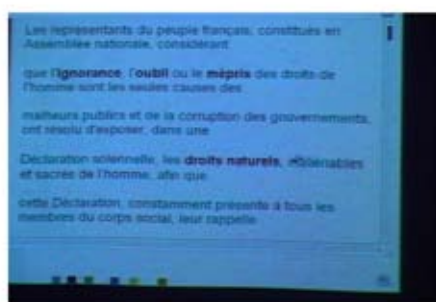 Les représentants du peuple français, constitués en
Assemblée nationale, considérant
que l'ignorance, l'oubli ou le mépris des droits de
l'homme sont les seules causes des
malheurs publics et de la corruption des gouvernements,
ont résolu d'exposer, dans une
Déclaration solennelle, les droits naturels, inaliénables
et sacrés de l'homme, afin que
cette Déclaration, constamment présente à tous les
membres du corps social, leur rappelle